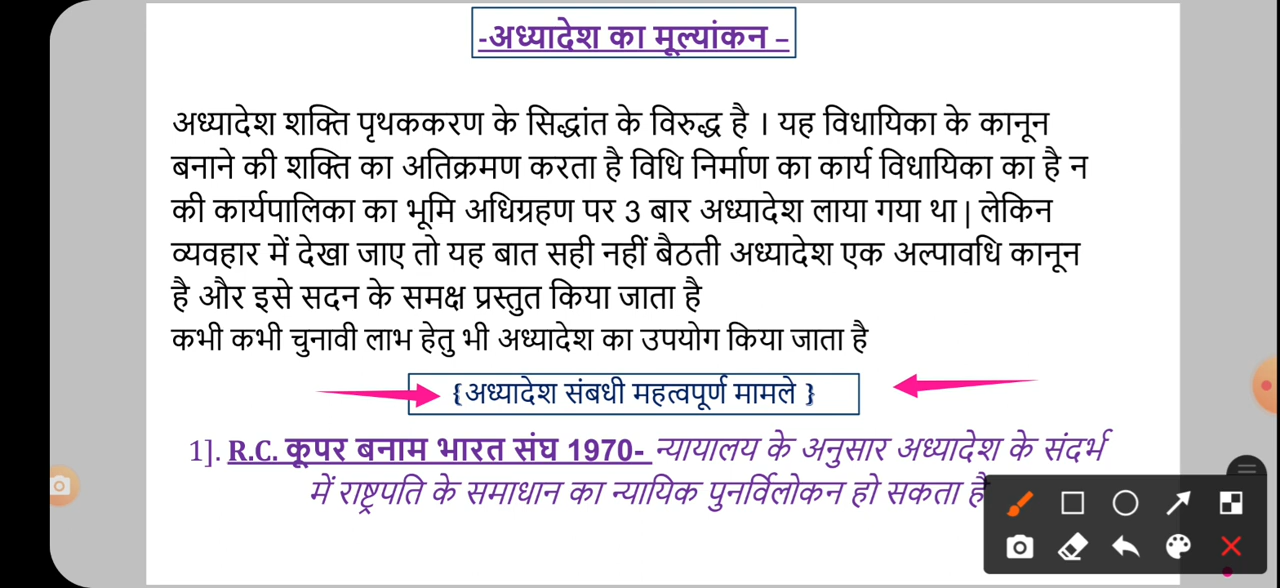 -अध्यादेश का मूल्यांकन –
अध्यादेश शक्ति पृथककरण के सिद्धांत के विरुद्ध है । यह विधायिका के कानून
बनाने की शक्ति का अतिक्रमण करता है विधि निर्माण का कार्य विधायिका का है न
की कार्यपालिका का भूमि अधिग्रहण पर 3 बार अध्यादेश लाया गया था| लेकिन
व्यवहार में देखा जाए तो यह बात सही नहीं बैठती अध्यादेश एक अल्पावधि कानून
है और इसे सदन के समक्ष प्रस्तुत किया जाता है
कभी कभी चुनावी लाभ हेतु भी अध्यादेश का उपयोग किया जाता है
{अध्यादेश संबधी महत्वपूर्ण मामले }
1]. R.C. कूपर बनाम भारत संघ 1970- न्यायालय के अनुसार अध्यादेश के संदर्भ
में राष्ट्रपति के समाधान का न्यायिक पुनर्विलोकन हो सकता है